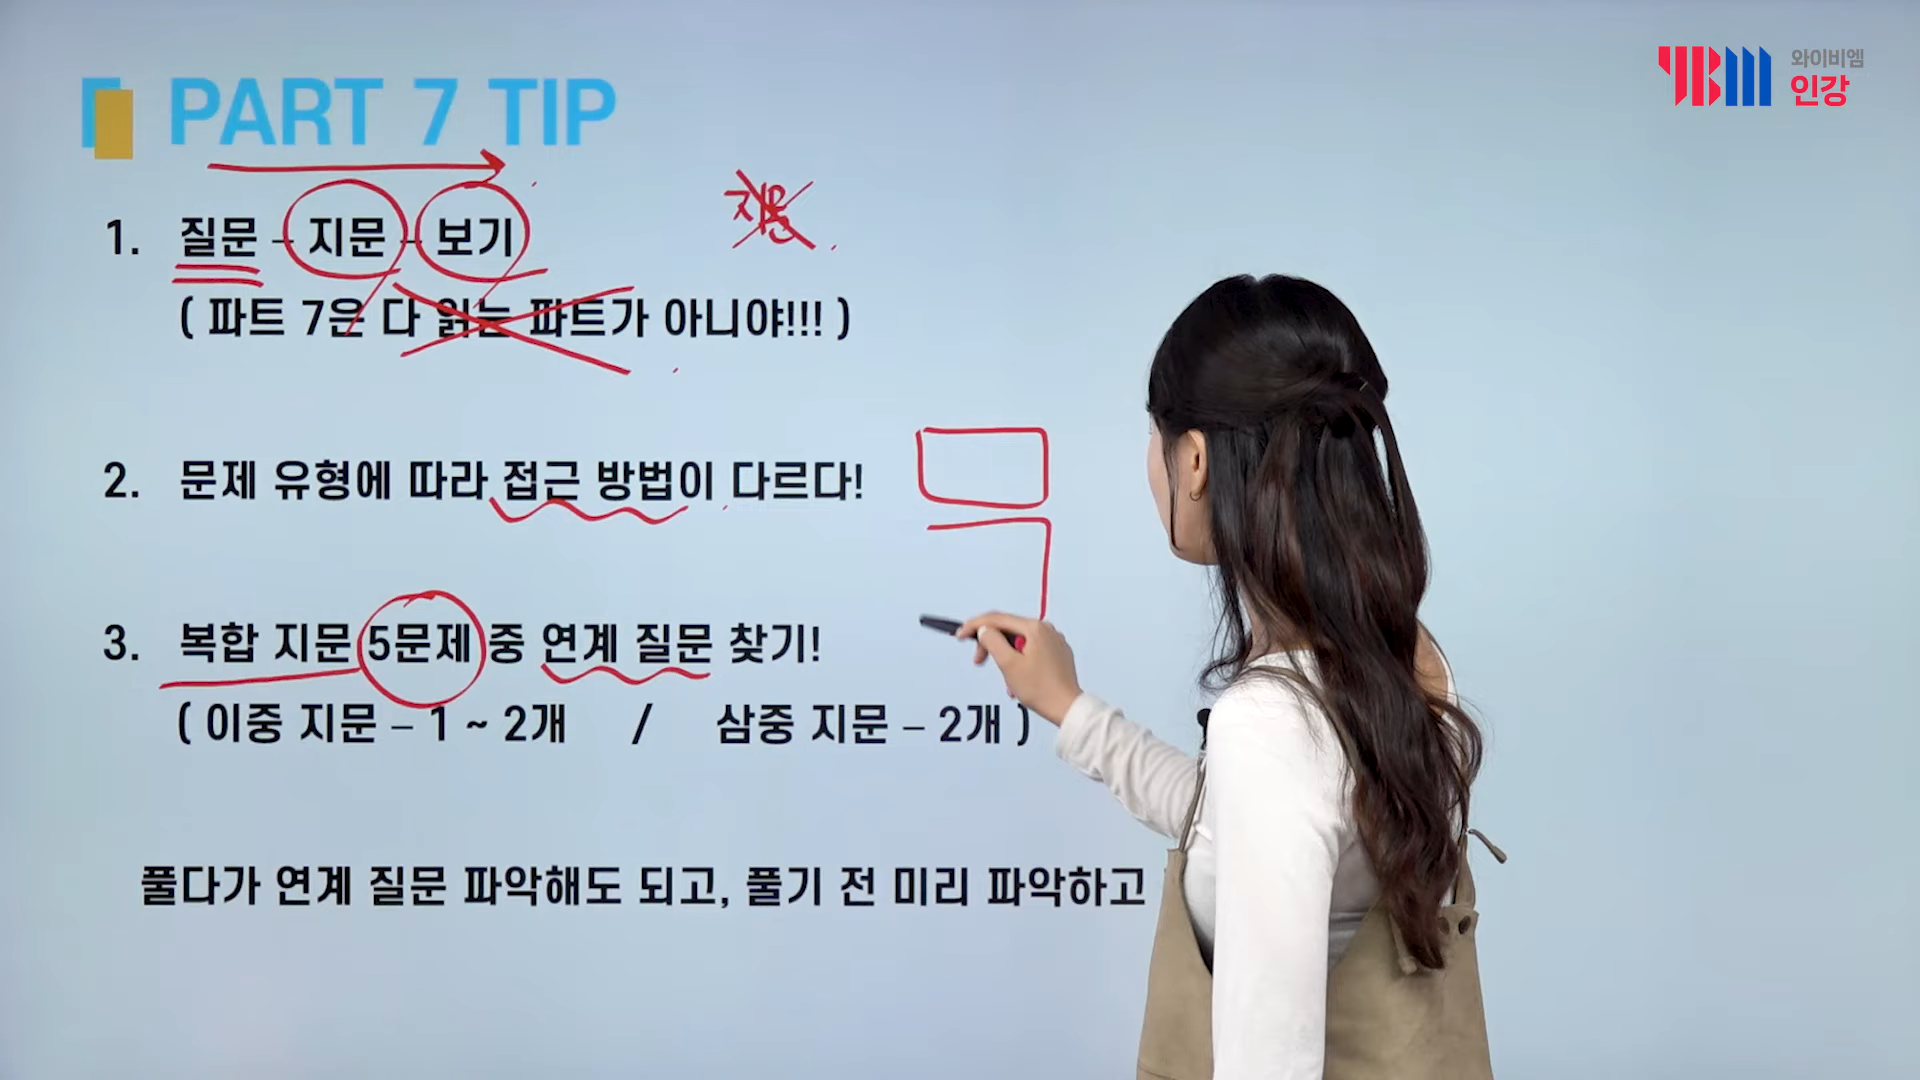 PART 7 TIP
YBM 와이비엠 인강
1. 질문 – 지문 – 보기
( 파트 7은 다 읽는 파트가 아니야!!! )
2. 문제 유형에 따라 접근 방법이 다르다!
3. 복합 지문 5문제 중 연계 질문 찾기!
( 이중 지문 – 1 ~ 2개 / 삼중 지문 – 2개 )
풀다가 연계 질문 파악해도 되고, 풀기 전 미리 파악하고